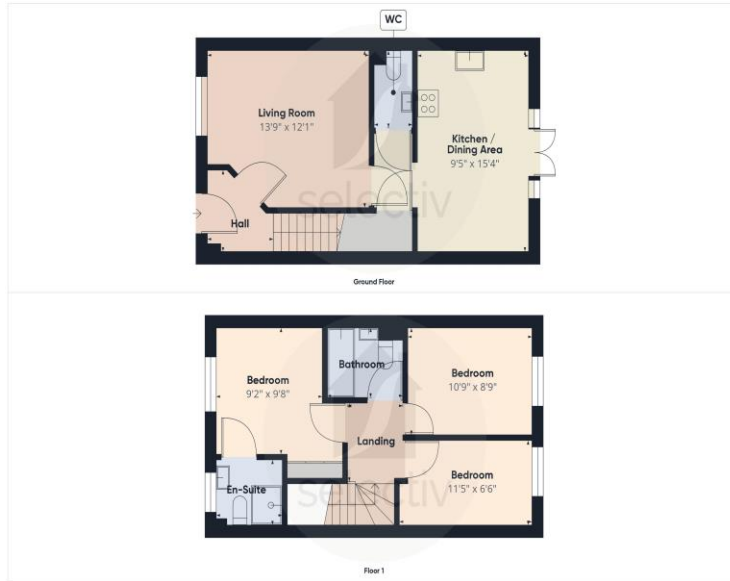 WC
Living Room
13'9" x 12'1"
Kitchen /
Dining Area
9'5" x 15'4"
selectiv
Hall
Ground Floor
Bathroom
Bedroom
9'2" x 9'8"
Bedroom
10'9" x 8'9"
Landing
En-Suite
selectiv
Bedroom
11'5" x 6'6"
Floor 1